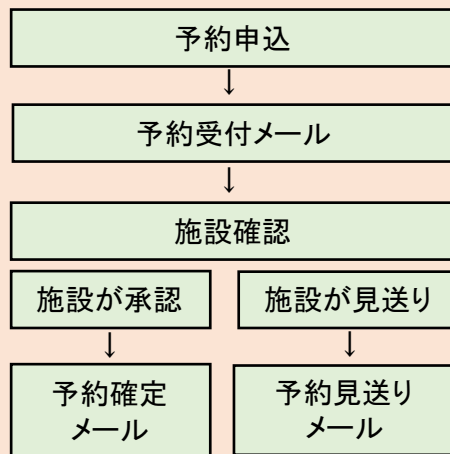 予約申込
↓
予約受付メール
↓
施設確認
施設が承認
施設が見送り
↓
↓
予約確定
メール
予約見送り
メール